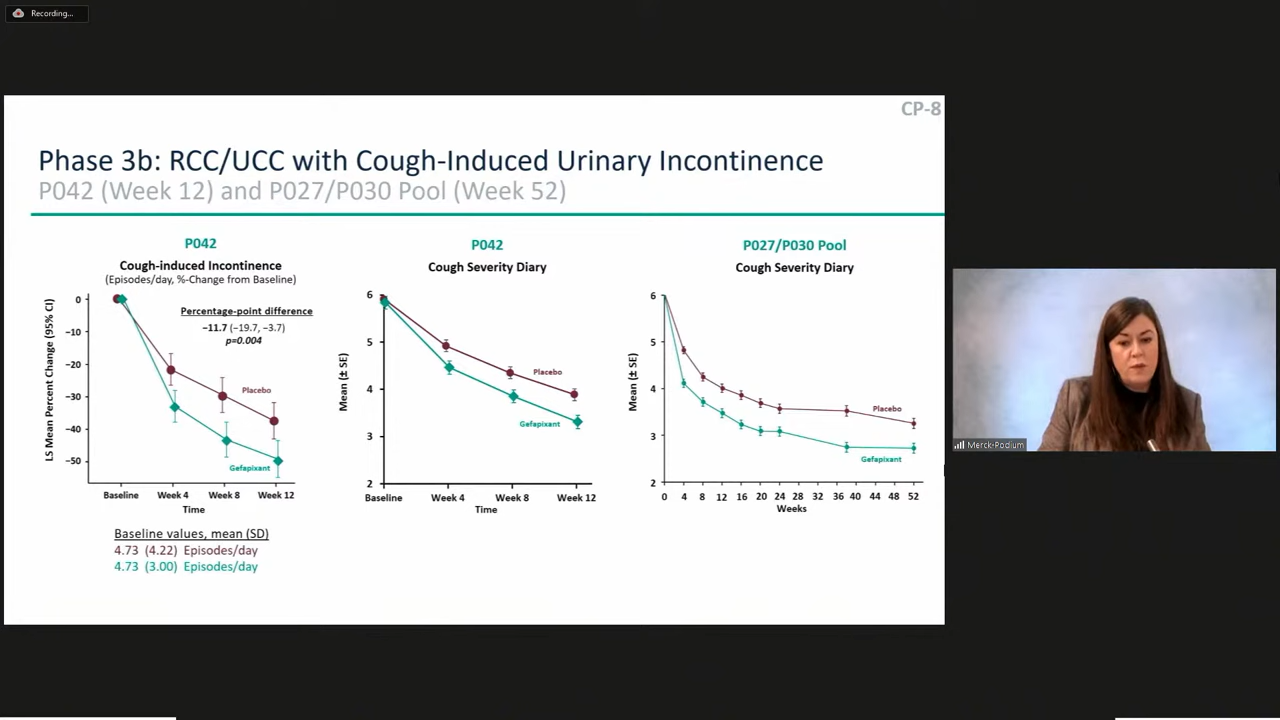 Recording...
CP-8
Phase 3b: RCC/UCC with Cough-Induced Urinary Incontinence
P042 (Week 12) and P027/P030 Pool (Week 52)
P042
Cough-induced Incontinence
(Episodes/day, %-Change from Baseline)
LS Mean Percent Change (95% CI)
0
−10
−20
−30
−40
−50
Percentage-point difference
−11.7 (−19.7, −3.7)
p=0.004
Placebo
Gefapixant
Baseline Week 4 Week 8 Week 12
Time
Baseline values, mean (SD)
4.73 (4.22) Episodes/day
4.73 (3.00) Episodes/day
P042
Cough Severity Diary
Mean (± SE)
6
5
4
3
2
Placebo
Gefapixant
Baseline Week 4 Week 8 Week 12
Time
P027/P030 Pool
Cough Severity Diary
Mean (± SE)
6
5
4
3
2
Placebo
Gefapixant
0 4 8 12 16 20 24 28 32 36 40 44 48 52
Weeks
Merck-Podium